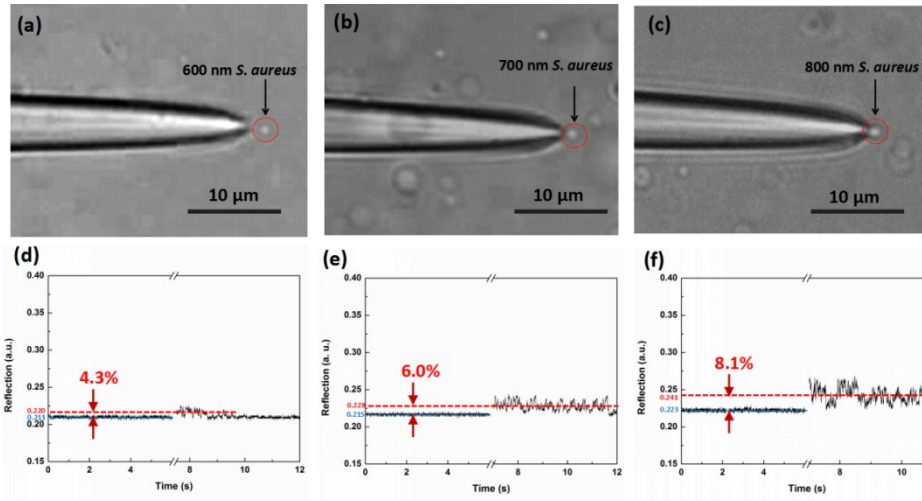 (a)
600 nm S. aureus
10 µm
(b)
700 nm S. aureus
10 µm
(c)
800 nm S. aureus
10 µm
(d)
Reflection (a.u.)
0.40
0.35
0.30
0.25
0.20
0.15
0.220
0.211
4.3%
0 2 4 8 10 12
Time (s)
(e)
Reflection (a.u.)
0.40
0.35
0.30
0.25
0.20
0.15
0.228
0.215
6.0%
0 2 4 8 10 12
Time (s)
(f)
Reflection (a.u.)
0.40
0.35
0.30
0.25
0.20
0.15
0.241
0.223
8.1%
0 2 4 8 10
Time (s)